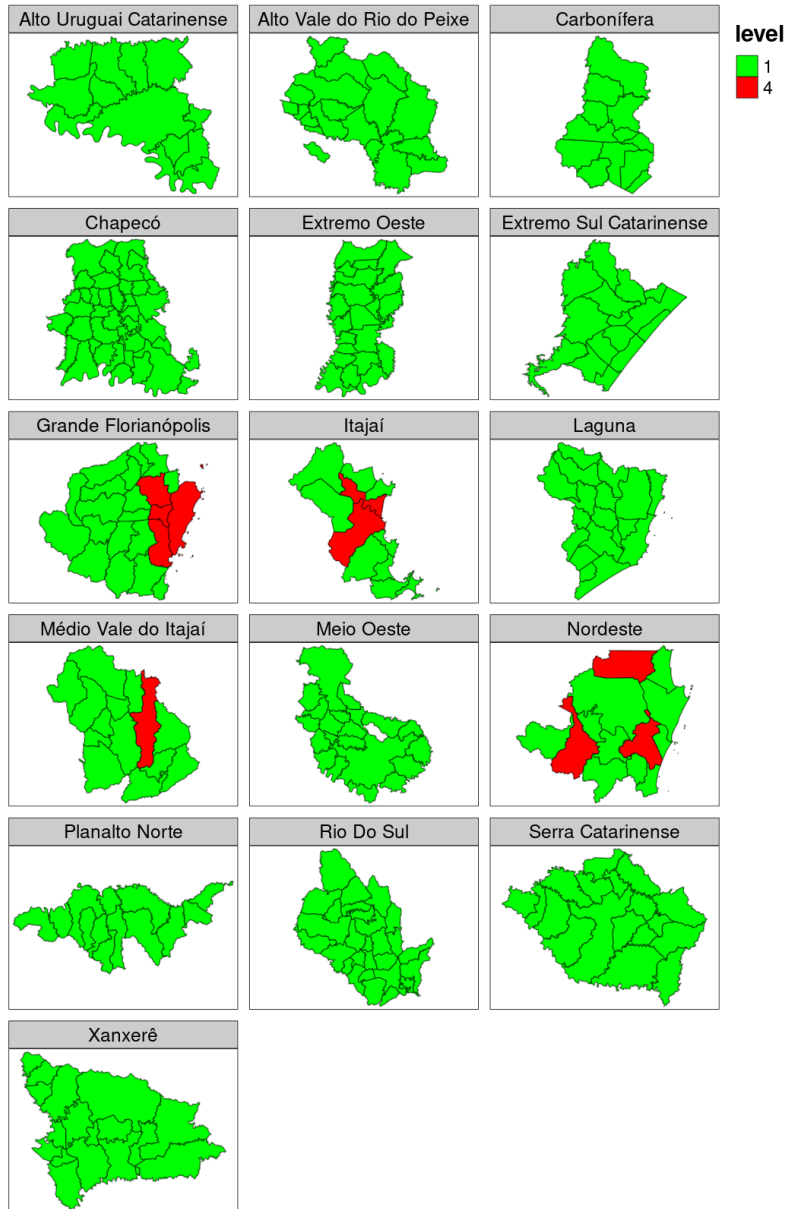 Alto Uruguai Catarinense
Alto Vale do Rio do Peixe
Carbonífera
level
1
4
Chapecó
Extremo Oeste
Extremo Sul Catarinense
Grande Florianópolis
Itajaí
Laguna
Médio Vale do Itajaí
Meio Oeste
Nordeste
Planalto Norte
Rio Do Sul
Serra Catarinense
Xanxerê